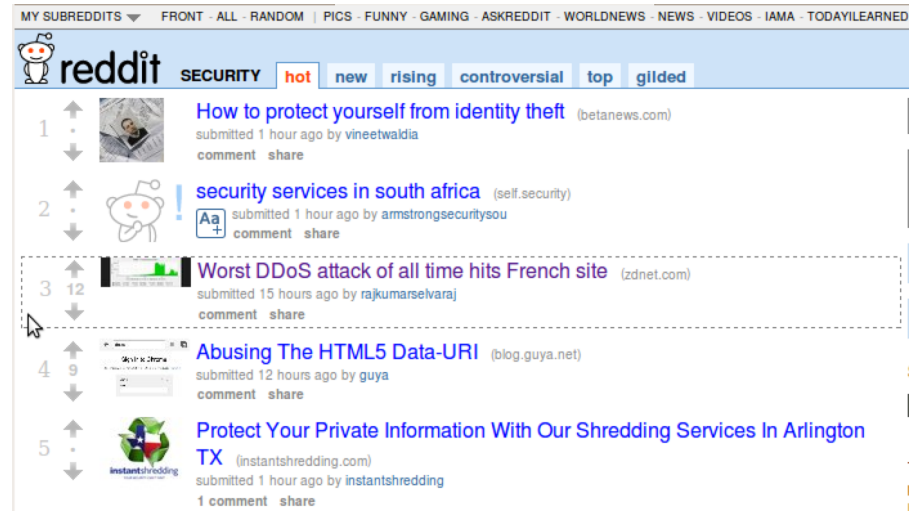 MY SUBREDDITS FRONT - ALL - RANDOM | PICS - FUNNY - GAMING - ASKREDDIT - WORLDNEWS - NEWS - VIDEOS - IAMA - TODAYILEARNED
reddit SECURITY hot new rising controversial top gilded
1 How to protect yourself from identity theft (betanews.com)
submitted 1 hour ago by vineetwaldia
comment share
2 security services in south africa (self.security)
Aa+ submitted 1 hour ago by armstrongsecuritysou
comment share
3 12 Worst DDoS attack of all time hits French site (zdnet.com)
submitted 15 hours ago by rajkumarselvaraj
comment share
4 9 Abusing The HTML5 Data-URI (blog.guya.net)
submitted 12 hours ago by guya
comment share
5 Protect Your Private Information With Our Shredding Services In Arlington
TX (instantshredding.com)
instantshredding
submitted 1 hour ago by instantshredding
1 comment share